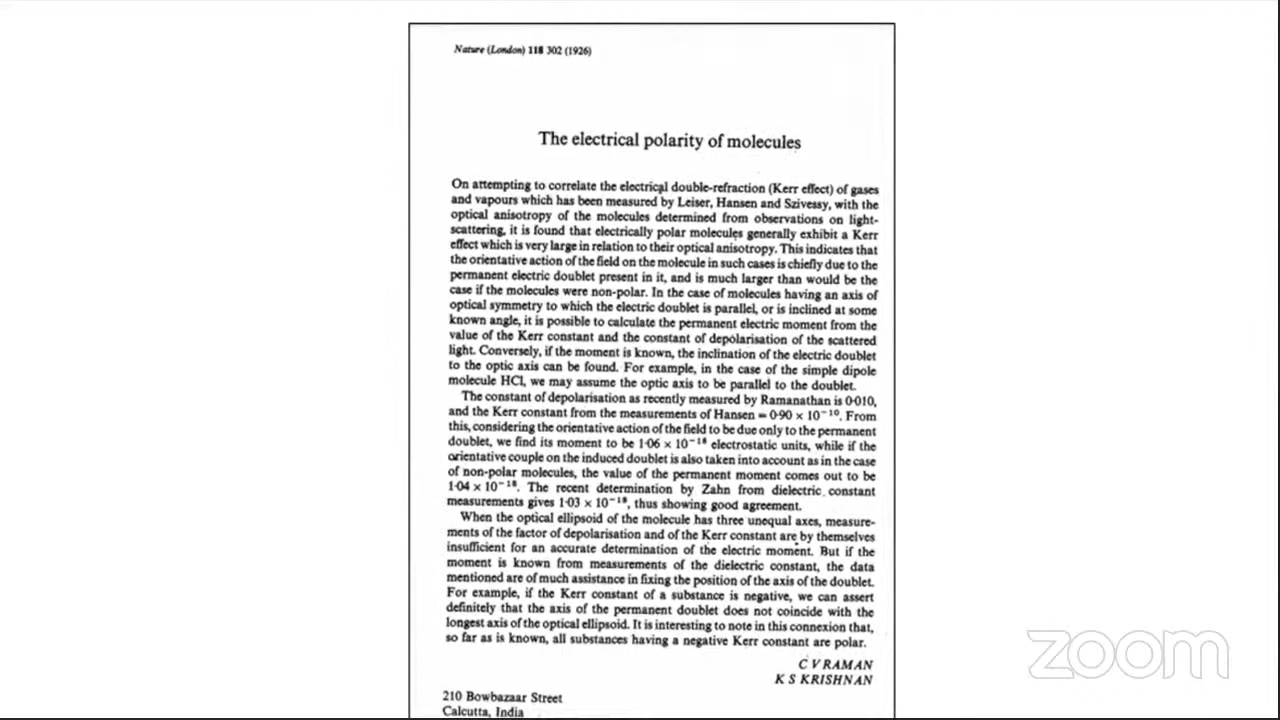 Nature (London) 118 302 (1926)
The electrical polarity of molecules
On attempting to correlate the electrical double-refraction (Kerr effect) of gases
and vapours which has been measured by Leiser, Hansen and Szivessy, with the
optical anisotropy of the molecules determined from observations on light-
scattering, it is found that electrically polar molecules generally exhibit a Kerr
effect which is very large in relation to their optical anisotropy. This indicates that
the orientative action of the field on the molecule in such cases is chiefly due to the
permanent electric doublet present in it, and is much larger than would be the
case if the molecules were non-polar. In the case of molecules having an axis of
optical symmetry to which the electric doublet is parallel, or is inclined at some
known angle, it is possible to calculate the permanent electric moment from the
value of the Kerr constant and the constant of depolarisation of the scattered
light. Conversely, if the moment is known, the inclination of the electric doublet
to the optic axis can be found. For example, in the case of the simple dipole
molecule HCl, we may assume the optic axis to be parallel to the doublet.
The constant of depolarisation as recently measured by Ramanathan is 0·010,
and the Kerr constant from the measurements of Hansen = 0·90 × 10⁻¹⁰. From
this, considering the orientative action of the field to be due only to the permanent
doublet, we find its moment to be 1·06 × 10⁻¹⁸ electrostatic units, while if the
orientative couple on the induced doublet is also taken into account as in the case
of non-polar molecules, the value of the permanent moment comes out to be
1·04 × 10⁻¹⁸. The recent determination by Zahn from dielectric constant
measurements gives 1·03 × 10⁻¹⁸, thus showing good agreement.
When the optical ellipsoid of the molecule has three unequal axes, measure-
ments of the factor of depolarisation and of the Kerr constant are by themselves
insufficient for an accurate determination of the electric moment. But if the
moment is known from measurements of the dielectric constant, the data
mentioned are of much assistance in fixing the position of the axis of the doublet.
For example, if the Kerr constant of a substance is negative, we can assert
definitely that the axis of the permanent doublet does not coincide with the
longest axis of the optical ellipsoid. It is interesting to note in this connexion that,
so far as is known, all substances having a negative Kerr constant are polar.
C V RAMAN
K S KRISHNAN
210 Bowbazaar Street
Calcutta, India
zoom